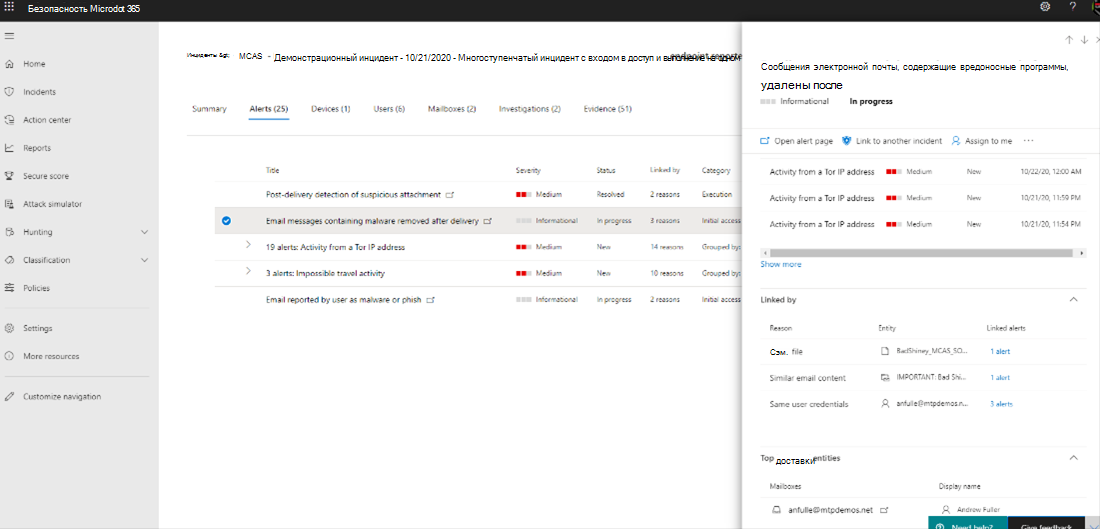 Безопасность Microdot 365
Home
Incidents
Action center
Reports
Secure score
Attack simulator
Hunting
Classification
Policies
Settings
More resources
Customize navigation
Инциденты &gt; MCAS - Демонстрационный инцидент - 10/21/2020 - Многоступенчатый инцидент с входом в доступ и
Summary Alerts (25) Devices (1) Users (6) Mailboxes (2) Investigations (2) Evidence (51)
Title Severity Status Linked by Category
Post-delivery detection of suspicious attachment Medium Resolved 2 reasons Execution
Email messages containing malware removed after delivery Informational In progress 3 reasons Initial access
19 alerts: Activity from a Tor IP address Medium New 14 reasons Grouped by:
3 alerts: Impossible travel activity Medium New 10 reasons Grouped by:
Email reported by user as malware or phish Informational In progress 2 reasons Initial access
Сообщения электронной почты, содержащие вредоносные программы,
удалены после
Informational In progress
Open alert page Link to another incident Assign to me ...
Activity from a Tor IP address Medium New 10/22/20, 12:00 AM
Activity from a Tor IP address Medium New 10/21/20, 11:59 PM
Activity from a Tor IP address Medium New 10/21/20, 11:54 PM
Show more
Linked by
Reason Entity Linked alerts
Сэм. file BadShiney_MCAS_SO... 1 alert
Similar email content IMPORTANT: Bad Shi... 1 alert
Same user credentials anfulle@mtpdemos.n... 3 alerts
Top доставки entities
Mailboxes Display name
anfulle@mtpdemos.net Andrew Fuller
Need help? Give feedback